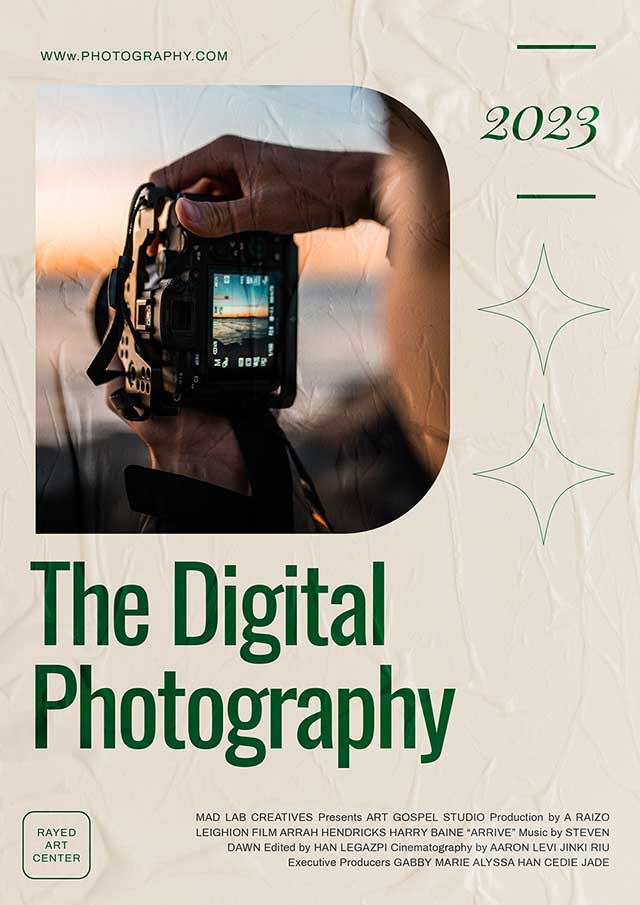 WWw.PHOTOGRAPHY.COM
2023
M
The Digital
Photography
RAYED
ART
CENTER
MAD LAB CREATIVES Presents ART GOSPEL STUDIO Production by A RAIZO
LEIGHION FILM ARRAH HENDRICKS HARRY BAINE “ARRIVE” Music by STEVEN
DAWN Edited by HAN LEGAZPI Cinematography by AARON LEVI JINKI RIU
Executive Producers GABBY MARIE ALYSSA HAN CEDIE JADE